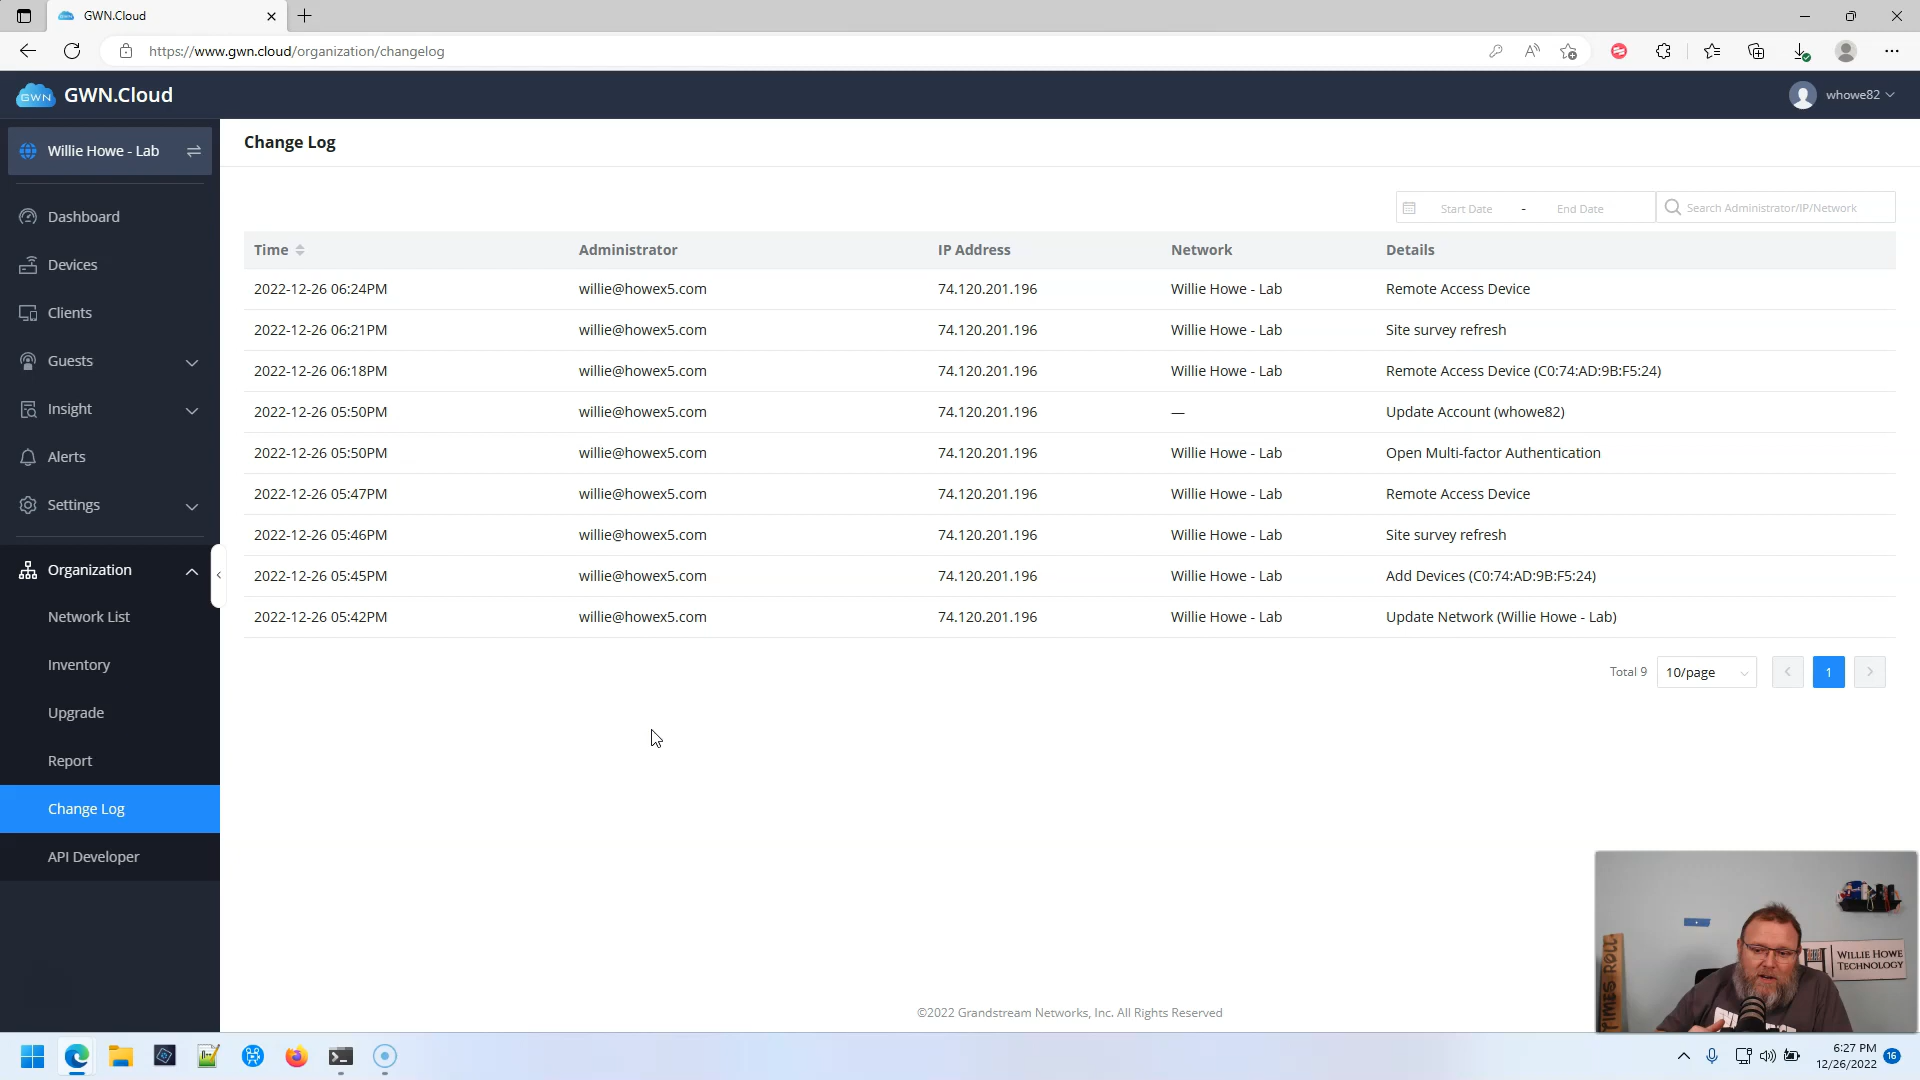 GWN.Cloud
https://www.gwn.cloud/organization/changelog
GWN
GWN.Cloud
whowe82
Willie Howe - Lab
Dashboard
Devices
Clients
Guests
Insight
Alerts
Settings
Organization
Network List
Inventory
Upgrade
Report
Change Log
API Developer
Change Log
Start Date - End Date Search Administrator/IP/Network
Time Administrator IP Address Network Details
2022-12-26 06:24PM willie@howex5.com 74.120.201.196 Willie Howe - Lab Remote Access Device
2022-12-26 06:21PM willie@howex5.com 74.120.201.196 Willie Howe - Lab Site survey refresh
2022-12-26 06:18PM willie@howex5.com 74.120.201.196 Willie Howe - Lab Remote Access Device (C0:74:AD:9B:F5:24)
2022-12-26 05:50PM willie@howex5.com 74.120.201.196 — Update Account (whowe82)
2022-12-26 05:50PM willie@howex5.com 74.120.201.196 Willie Howe - Lab Open Multi-factor Authentication
2022-12-26 05:47PM willie@howex5.com 74.120.201.196 Willie Howe - Lab Remote Access Device
2022-12-26 05:46PM willie@howex5.com 74.120.201.196 Willie Howe - Lab Site survey refresh
2022-12-26 05:45PM willie@howex5.com 74.120.201.196 Willie Howe - Lab Add Devices (C0:74:AD:9B:F5:24)
2022-12-26 05:42PM willie@howex5.com 74.120.201.196 Willie Howe - Lab Update Network (Willie Howe - Lab)
Total 9 10/page 1
TIMES ROLL
WILLIE HOWE
TECHNOLOGY
©2022 Grandstream Networks, Inc. All Rights Reserved
6:27 PM
12/26/2022
16